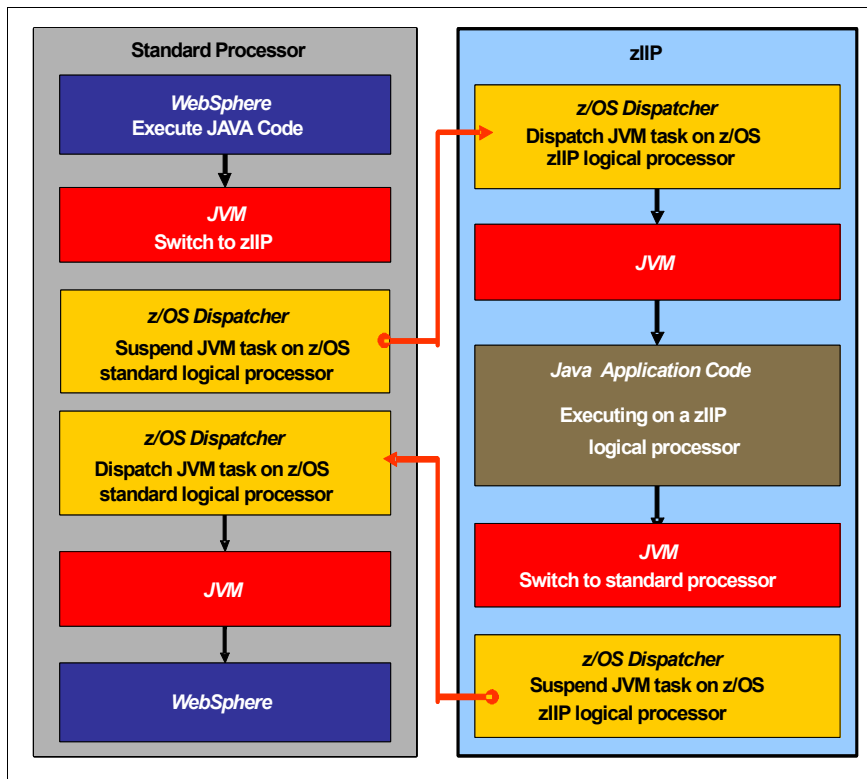 Standard Processor
WebSphere
Execute JAVA Code
JVM
Switch to zIIP
z/OS Dispatcher
Suspend JVM task on z/OS
standard logical processor
z/OS Dispatcher
Dispatch JVM task on z/OS
standard logical processor
JVM
WebSphere
zIIP
z/OS Dispatcher
Dispatch JVM task on z/OS
zIIP logical processor
JVM
Java Application Code
Executing on a zIIP
logical processor
JVM
Switch to standard processor
z/OS Dispatcher
Suspend JVM task on z/OS
zIIP logical processor